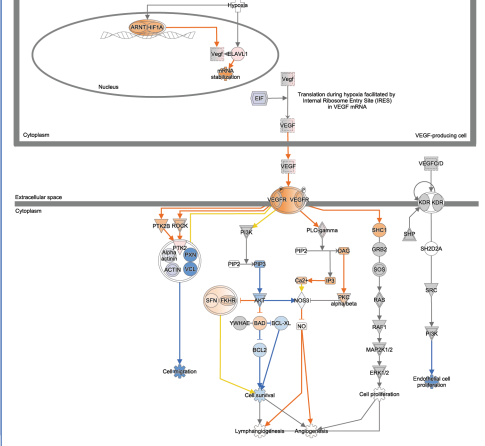 Hypoxia
ARNT HIF1A
Vegf ELAVL1
mRNA
stabilization
Nucleus
Vegf
EIF
Translation during hypoxia facilitated by
Internal Ribosome Entry Site (IRES)
in VEGF mRNA
VEGF
Cytoplasm
VEGF-producing cell
VEGF
VEGFC/D
Extracellular space
VEGFR VEGFR
KDR KDR
Cytoplasm
PTK2B ROCK
PI3K
PLC-gamma
SHC1
SHP
PTK2
Alpha
actinin
PXN
ACTIN
VCL
GRB2
SH2D2A
PIP2
PIP3
PIP2
DAG
SOS
Ca2+
IP3
SFN
FKHR
AKT
NOS3
PKC
alpha/beta
RAS
SRC
YWHAE
BAD
BCL-XL
NO
RAF1
PI3K
BCL2
MAP2K1/2
Cell migration
ERK1/2
Endothelial cell
proliferation
Cell survival
Cell proliferation
Lymphangiogenesis
Angiogenesis